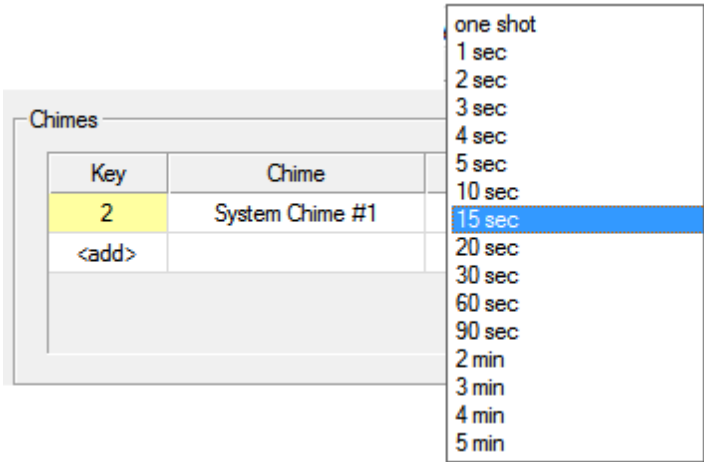 Chimes
Key Chime
2 System Chime #1
<add>
one shot
1 sec
2 sec
3 sec
4 sec
5 sec
10 sec
15 sec
20 sec
30 sec
60 sec
90 sec
2 min
3 min
4 min
5 min